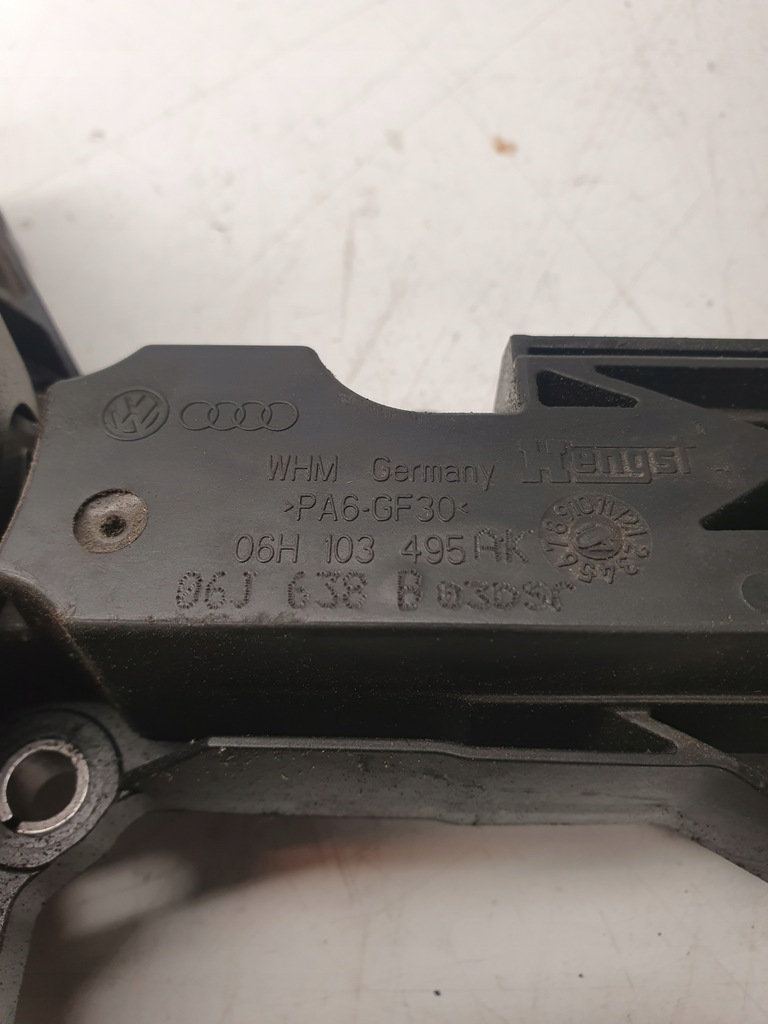 WHM Germany Hengst
>PA6-GF30<
06H 103 495 AK
06J 638 B